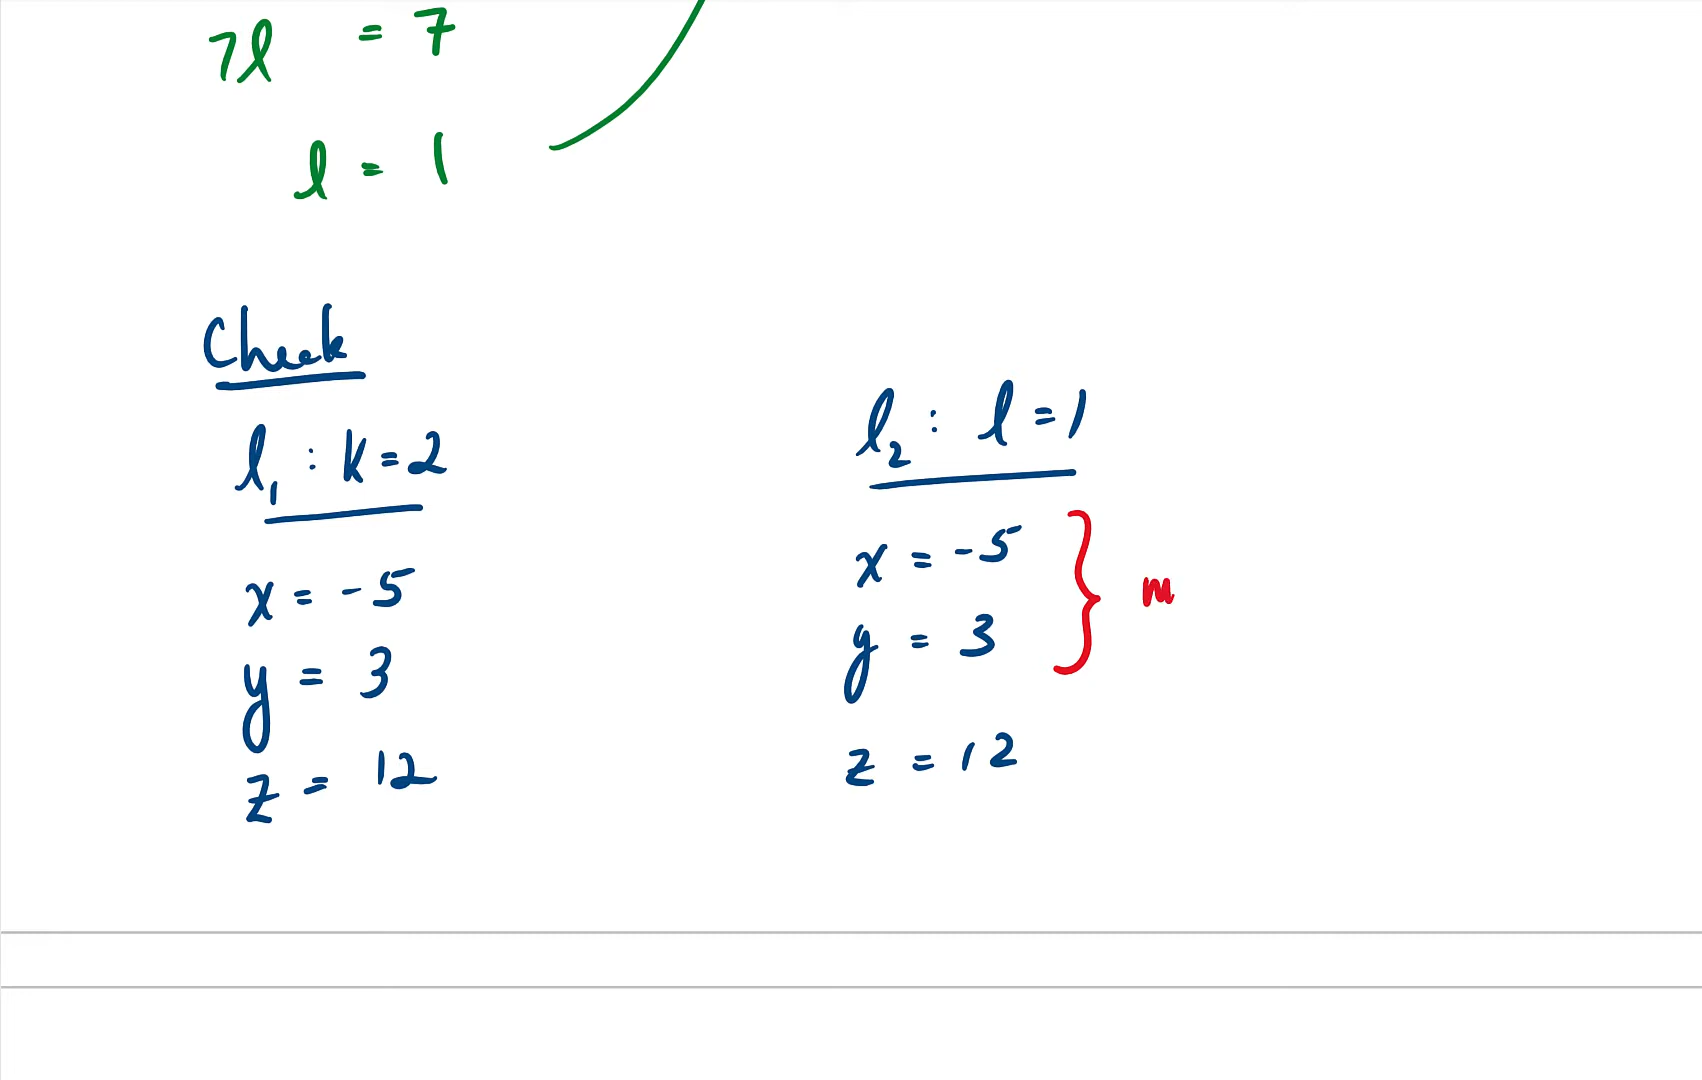 7l = 7
l = 1
Check
l₁ : k = 2
x = -5
y = 3
z = 12
l₂ : l = 1
x = -5
y = 3
} m
z = 12